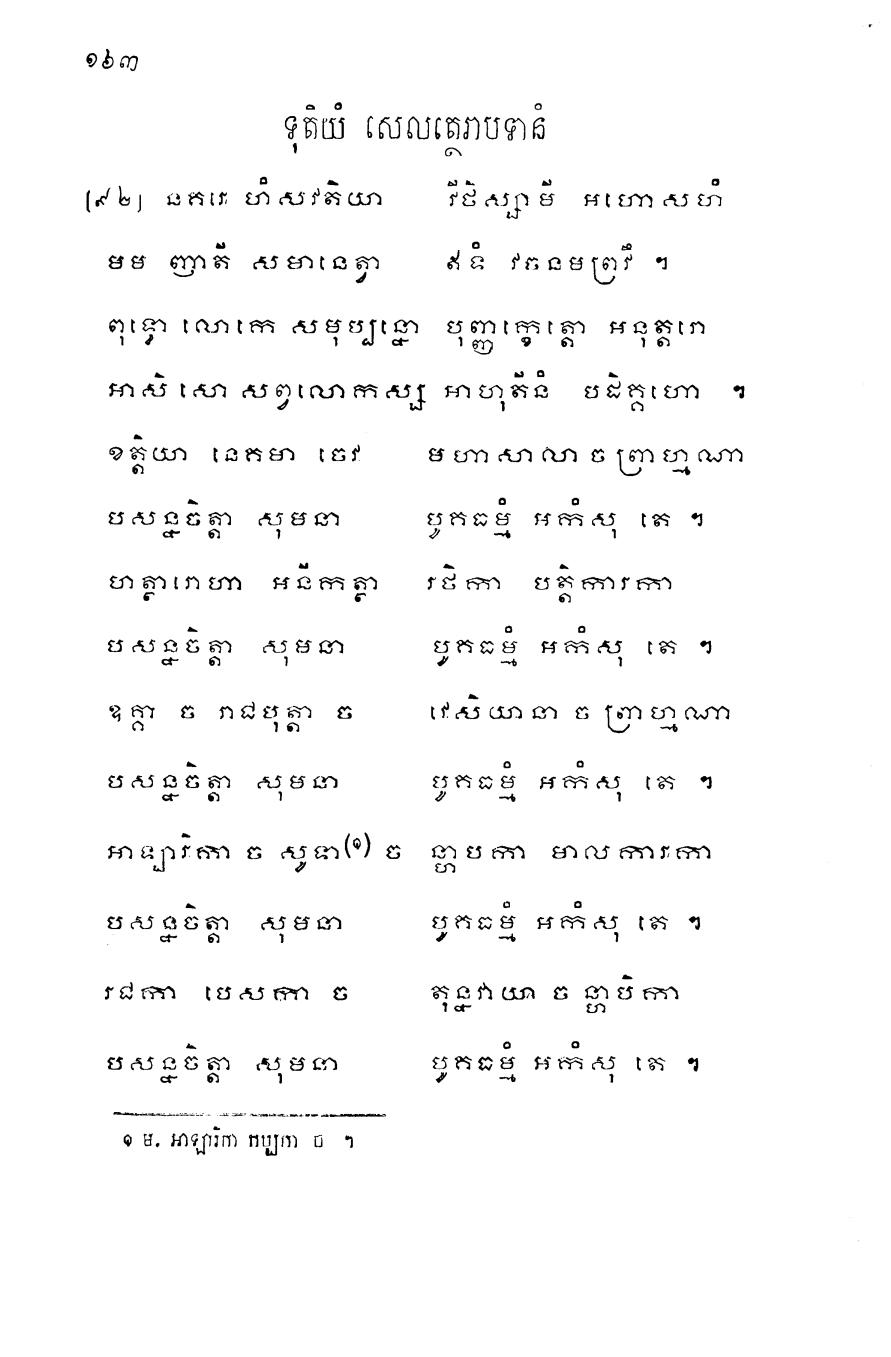 ១៦៣
ទុតិយំ សេលត្ថេរាបទានំ
[៩២] នគរេ ហំសវតិយា វីថិស្សាមី អហោសហំ
មម ញាតី សមានេត្វា ឥទំ វចនមព្រវឹ ។
ពុទ្ធោ លោកេ សមុប្បន្នោ បុញ្ញក្ខេត្តោ អនុត្តរោ
អាសិ សោ សព្វលោកស្ស អាហុតីនំ បដិគ្គហោ ។
ខត្តិយា នេគមា ចេវ មហាសាលា ច ព្រាហ្មណា
បសន្នចិត្តា សុមនា បូគធម្មំ អកំសុ តេ ។
ហត្ថារោហា អនីកត្ថា រថិកា បត្តិការកា
បសន្នចិត្តា សុមនា បូគធម្មំ អកំសុ តេ ។
ឧគ្គា ច រាជបុត្តា ច វេសិយានា ច ព្រាហ្មណា
បសន្នចិត្តា សុមនា បូគធម្មំ អកំសុ តេ ។
អាឡារិកា ច សូទា(១) ច ន្ហាបកា មាលការកា
បសន្នចិត្តា សុមនា បូគធម្មំ អកំសុ តេ ។
រជកា បេសការា ច តុន្នវាយា ច ន្ហាបិកា
បសន្នចិត្តា សុមនា បូគធម្មំ អកំសុ តេ ។
១ ម. អាឡារិកា កប្បកា ច ។